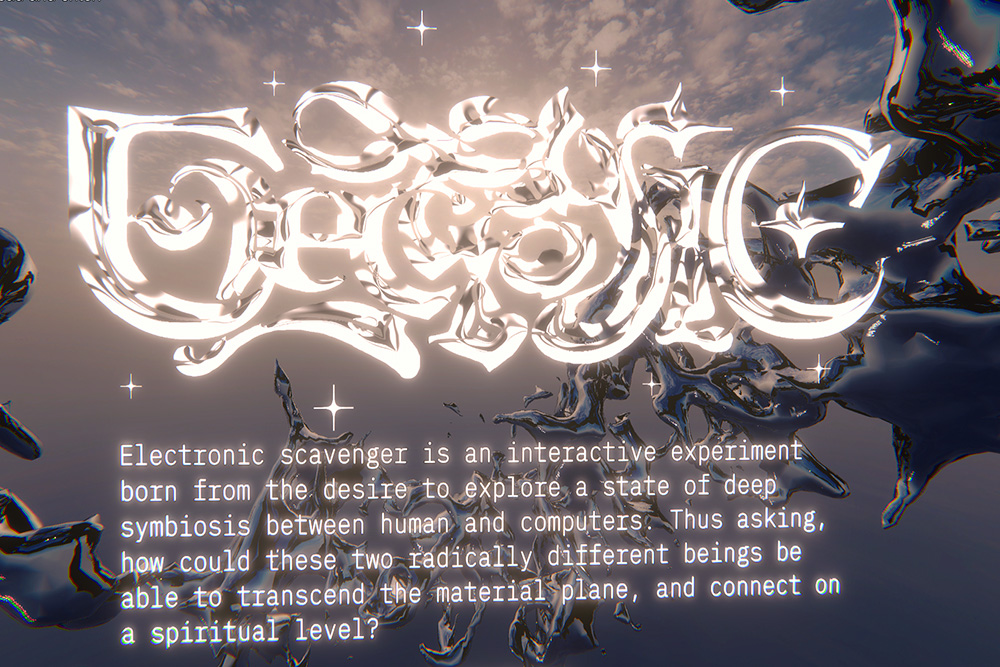 Electronic scavenger is an interactive experiment
born from the desire to explore a state of deep
symbiosis between human and computers. Thus asking,
how could these two radically different beings be
able to transcend the material plane, and connect on
a spiritual level?